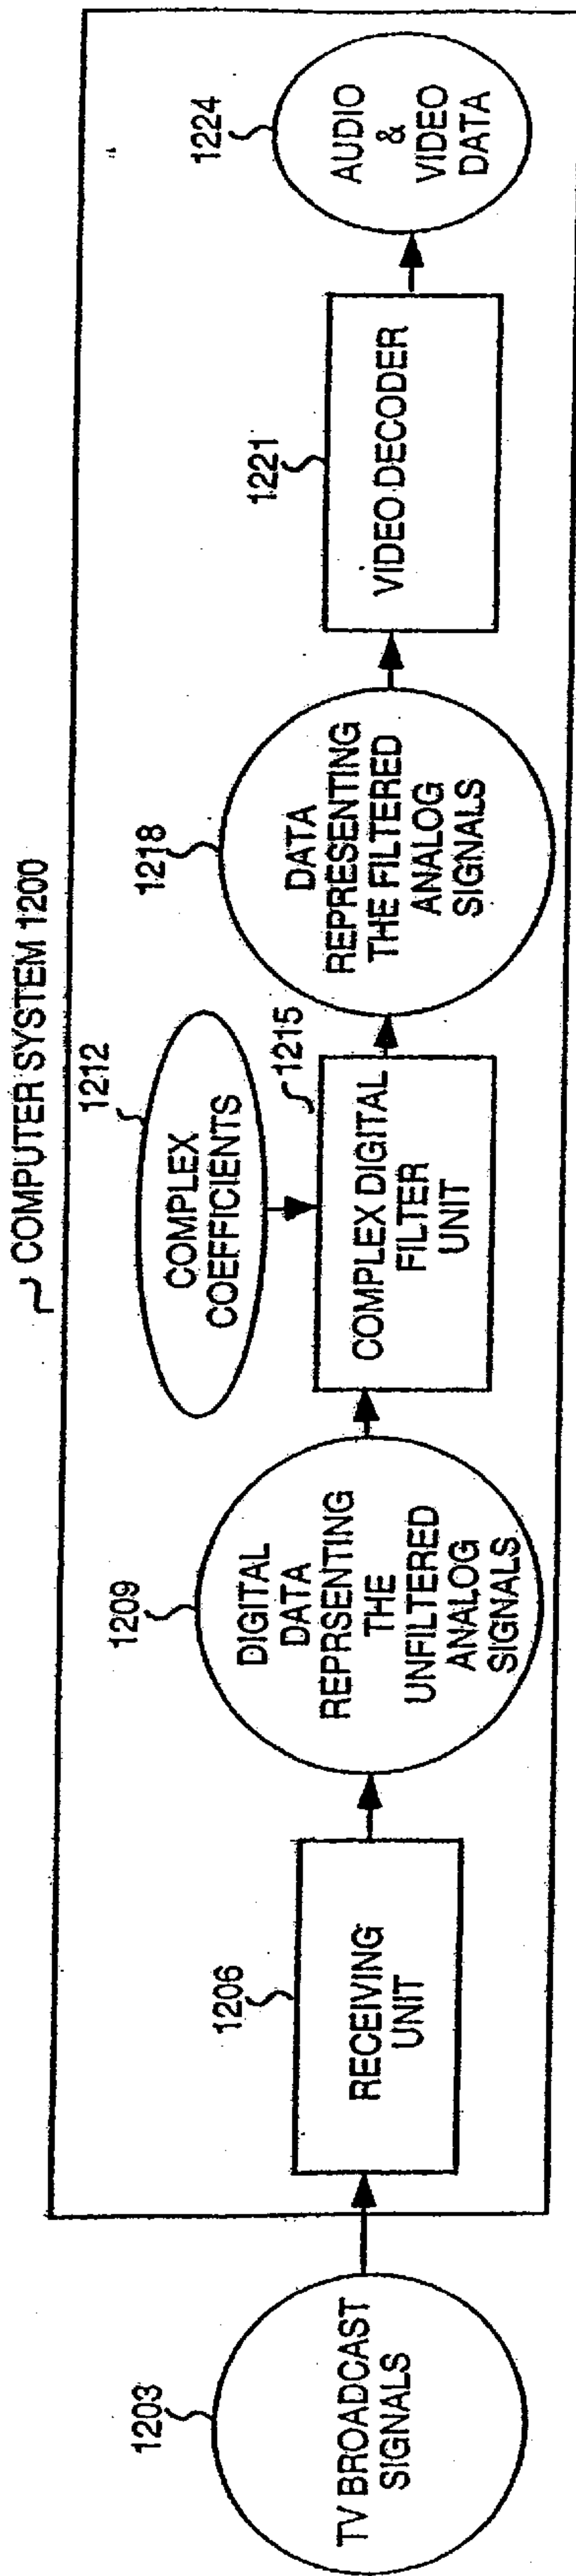 COMPUTER SYSTEM 1200
1203
TV BROADCAST
SIGNALS
1206
RECEIVING
UNIT
1209
DIGITAL
DATA
REPRSENTING
THE
UNFILTERED
ANALOG
SIGNALS
1212
COMPLEX
COEFFICIENTS
1215
COMPLEX DIGITAL
FILTER
UNIT
1218
DATA
REPRESENTING
THE FILTERED
ANALOG
SIGNALS
1221
VIDEO DECODER
1224
AUDIO
&
VIDEO
DATA